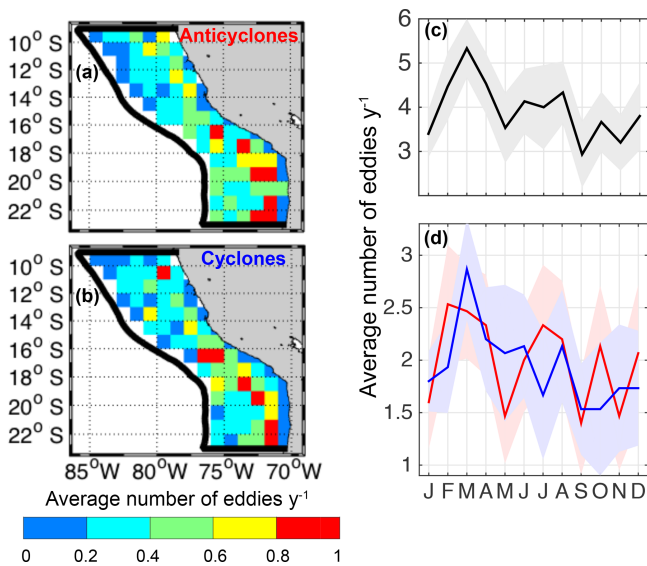 Anticyclones
(a)
10° S
12° S
14° S
16° S
18° S
20° S
22° S
Cyclones
(b)
10° S
12° S
14° S
16° S
18° S
20° S
22° S
85°W 80°W 75°W 70°W
Average number of eddies y⁻¹
0 0.2 0.4 0.6 0.8 1
Average number of eddies y⁻¹
(c)
6
5
4
3
(d)
3
2.5
2
1.5
1
J F M A M J J A S O N D